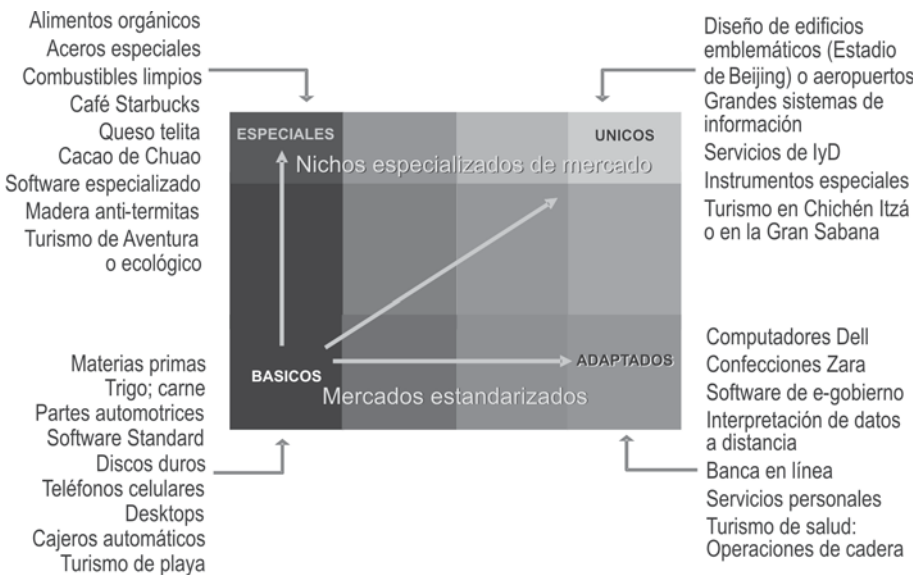 Alimentos orgánicos
Aceros especiales
Combustibles limpios
Café Starbucks
Queso telita
Cacao de Chuao
Software especializado
Madera anti-termitas
Turismo de Aventura
o ecológico
Diseño de edificios
emblemáticos (Estadio
de Beijing) o aeropuertos
Grandes sistemas de
información
Servicios de IyD
Instrumentos especiales
Turismo en Chichén Itzá
o en la Gran Sabana
ESPECIALES
UNICOS
Nichos especializados de mercado
BASICOS
ADAPTADOS
Mercados estandarizados
Materias primas
Trigo; carne
Partes automotrices
Software Standard
Discos duros
Teléfonos celulares
Desktops
Cajeros automáticos
Turismo de playa
Computadores Dell
Confecciones Zara
Software de e-gobierno
Interpretación de datos
a distancia
Banca en línea
Servicios personales
Turismo de salud:
Operaciones de cadera